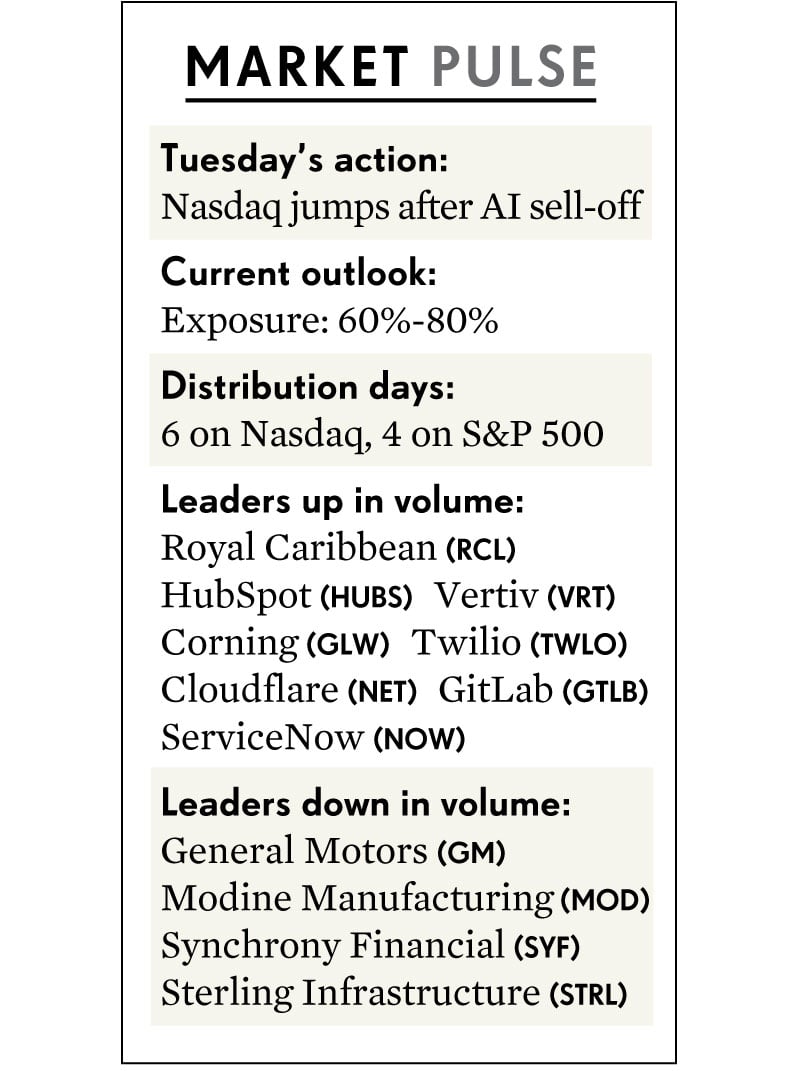 MARKET PULSE
Tuesday’s action:
Nasdaq jumps after AI sell-off
Current outlook:
Exposure: 60%-80%
Distribution days:
6 on Nasdaq, 4 on S&P 500
Leaders up in volume:
Royal Caribbean (RCL)
HubSpot (HUBS) Vertiv (VRT)
Corning (GLW) Twilio (TWLO)
Cloudflare (NET) GitLab (GTLB)
ServiceNow (NOW)
Leaders down in volume:
General Motors (GM)
Modine Manufacturing (MOD)
Synchrony Financial (SYF)
Sterling Infrastructure (STRL)